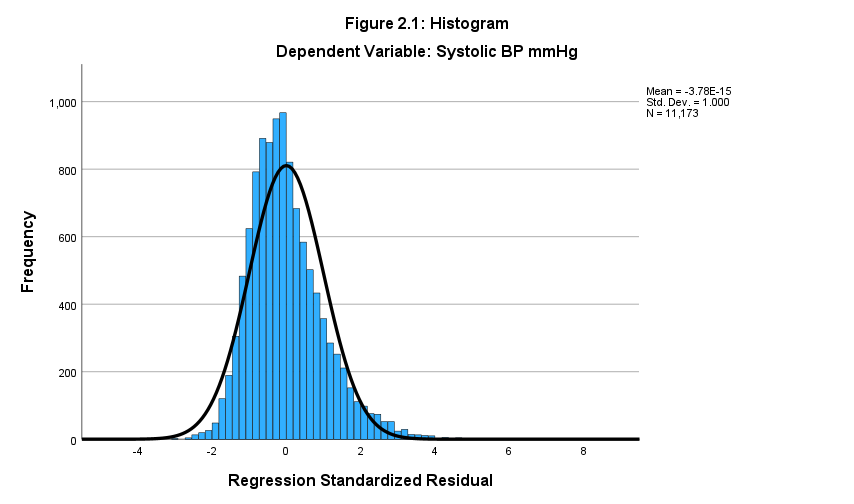 Figure 2.1: Histogram
Dependent Variable: Systolic BP mmHg
Mean = -3.78E-15
Std. Dev. = 1.000
N = 11,173
Frequency
1,000
800
600
400
200
0
-4 -2 0 2 4 6 8
Regression Standardized Residual